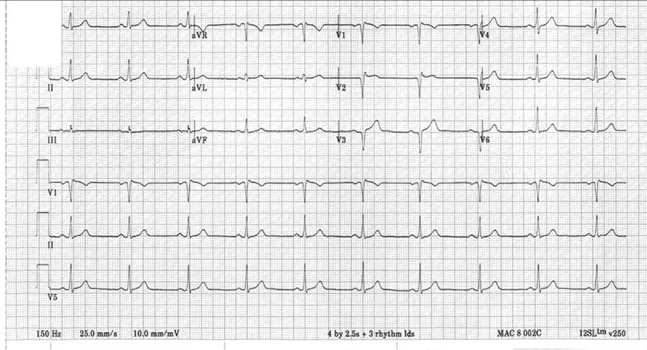 aVR V1 V4
II aVL V2 V5
III aVF V3 V6
V1
II
V5
150 Hz 25.0 mm/s 10.0 mm/mV 4 by 2.5s + 3 rhythm lds MAC 8 002C 12SL™ v250